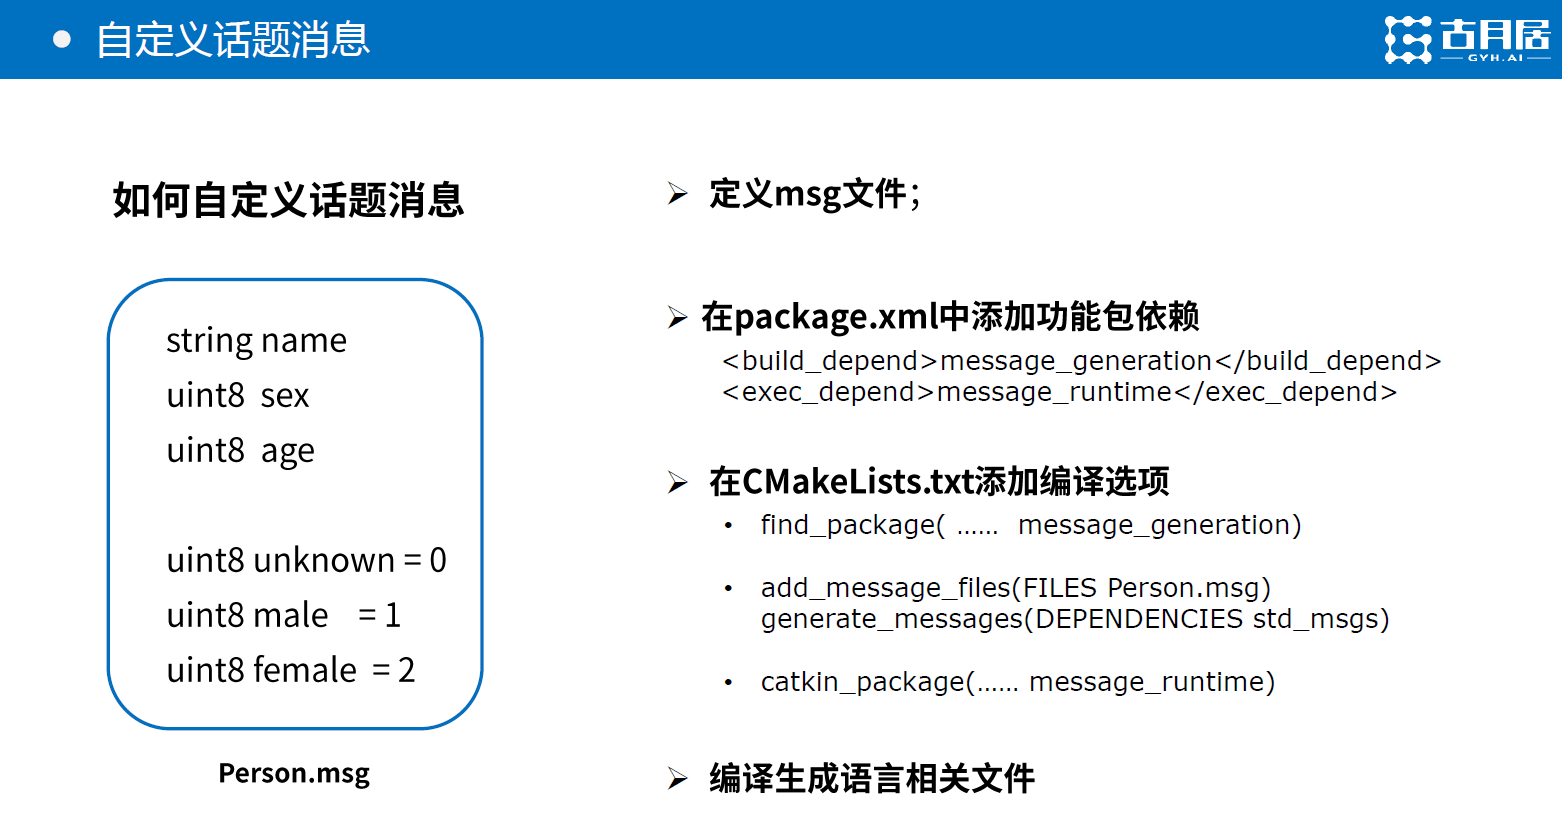 自定义话题消息
古月居
GYH.AI
如何自定义话题消息
string name
uint8 sex
uint8 age
uint8 unknown = 0
uint8 male = 1
uint8 female = 2
Person.msg
➢ 定义msg文件；
➢ 在package.xml中添加功能包依赖
<build_depend>message_generation</build_depend>
<exec_depend>message_runtime</exec_depend>
➢ 在CMakeLists.txt添加编译选项
• find_package( …… message_generation)
• add_message_files(FILES Person.msg)
generate_messages(DEPENDENCIES std_msgs)
• catkin_package(…… message_runtime)
➢ 编译生成语言相关文件